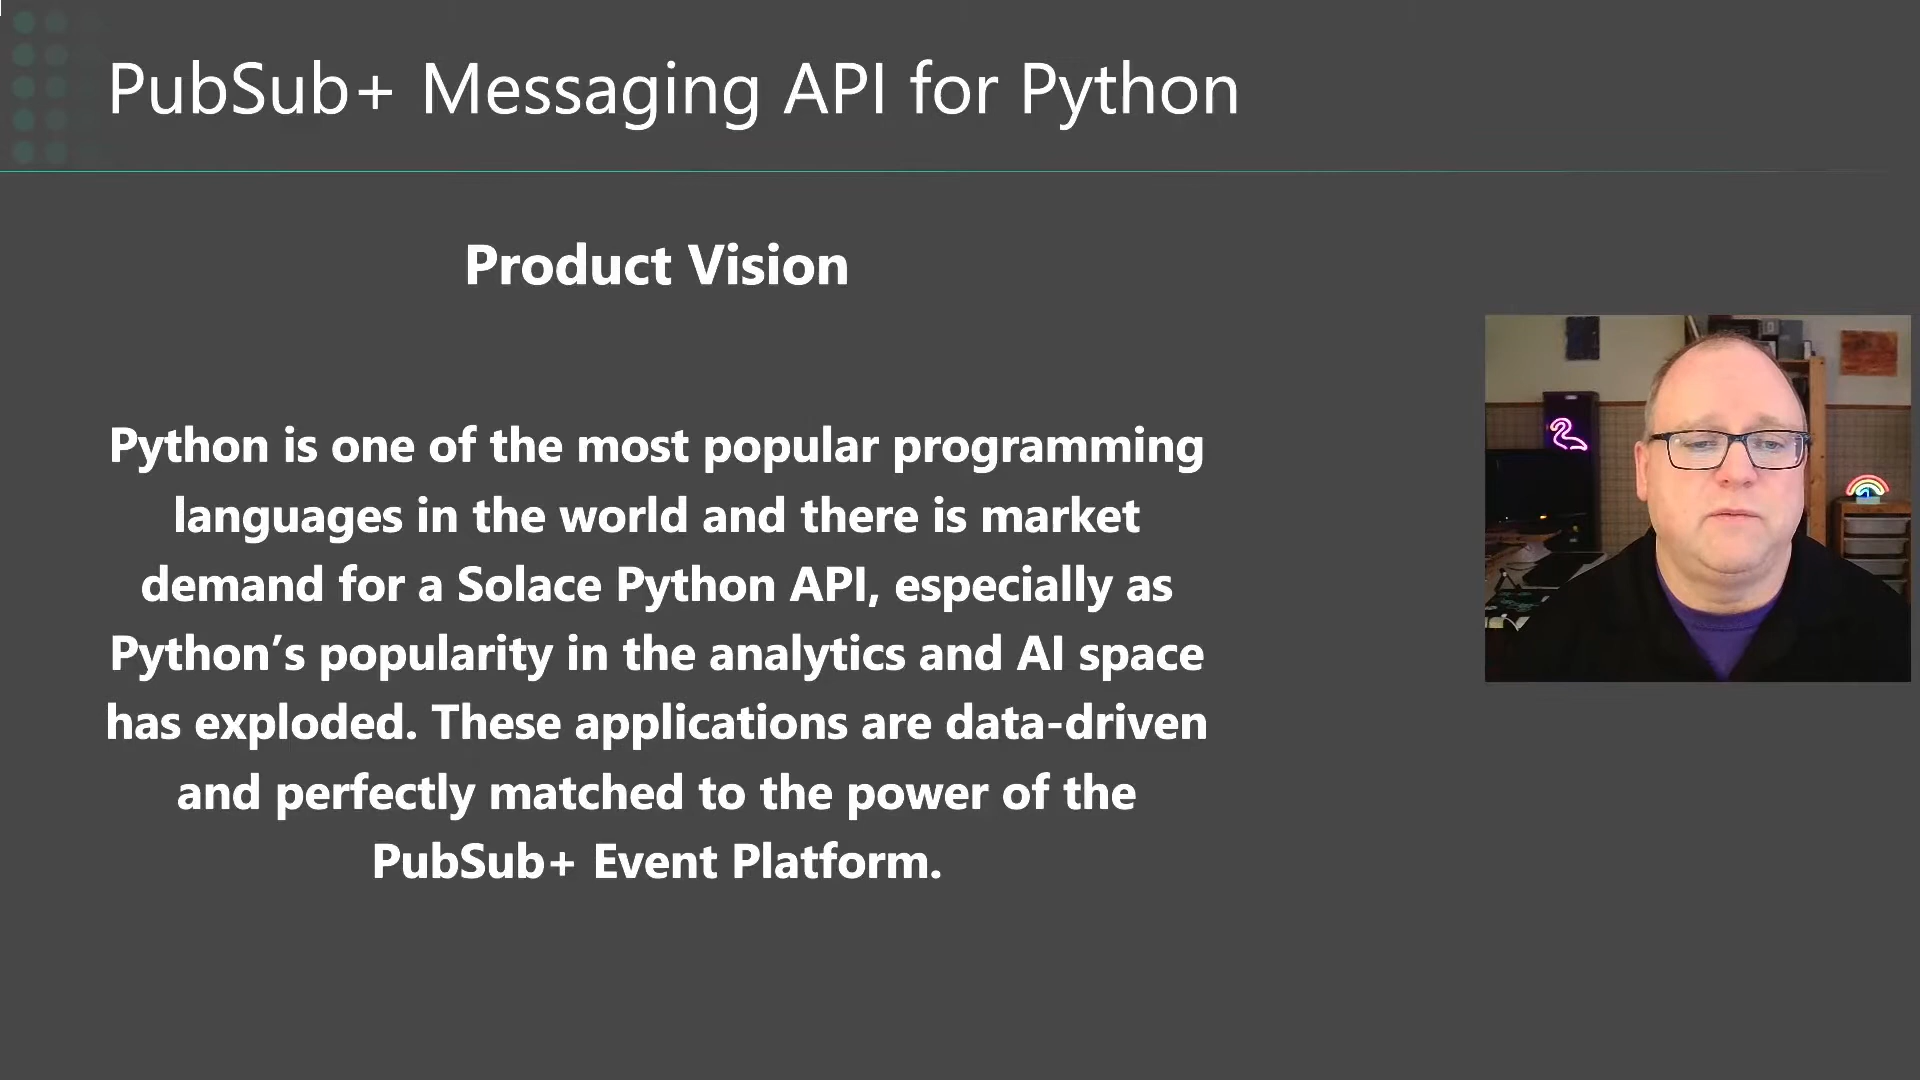 PubSub+ Messaging API for Python
Product Vision
Python is one of the most popular programming
languages in the world and there is market
demand for a Solace Python API, especially as
Python’s popularity in the analytics and AI space
has exploded. These applications are data-driven
and perfectly matched to the power of the
PubSub+ Event Platform.